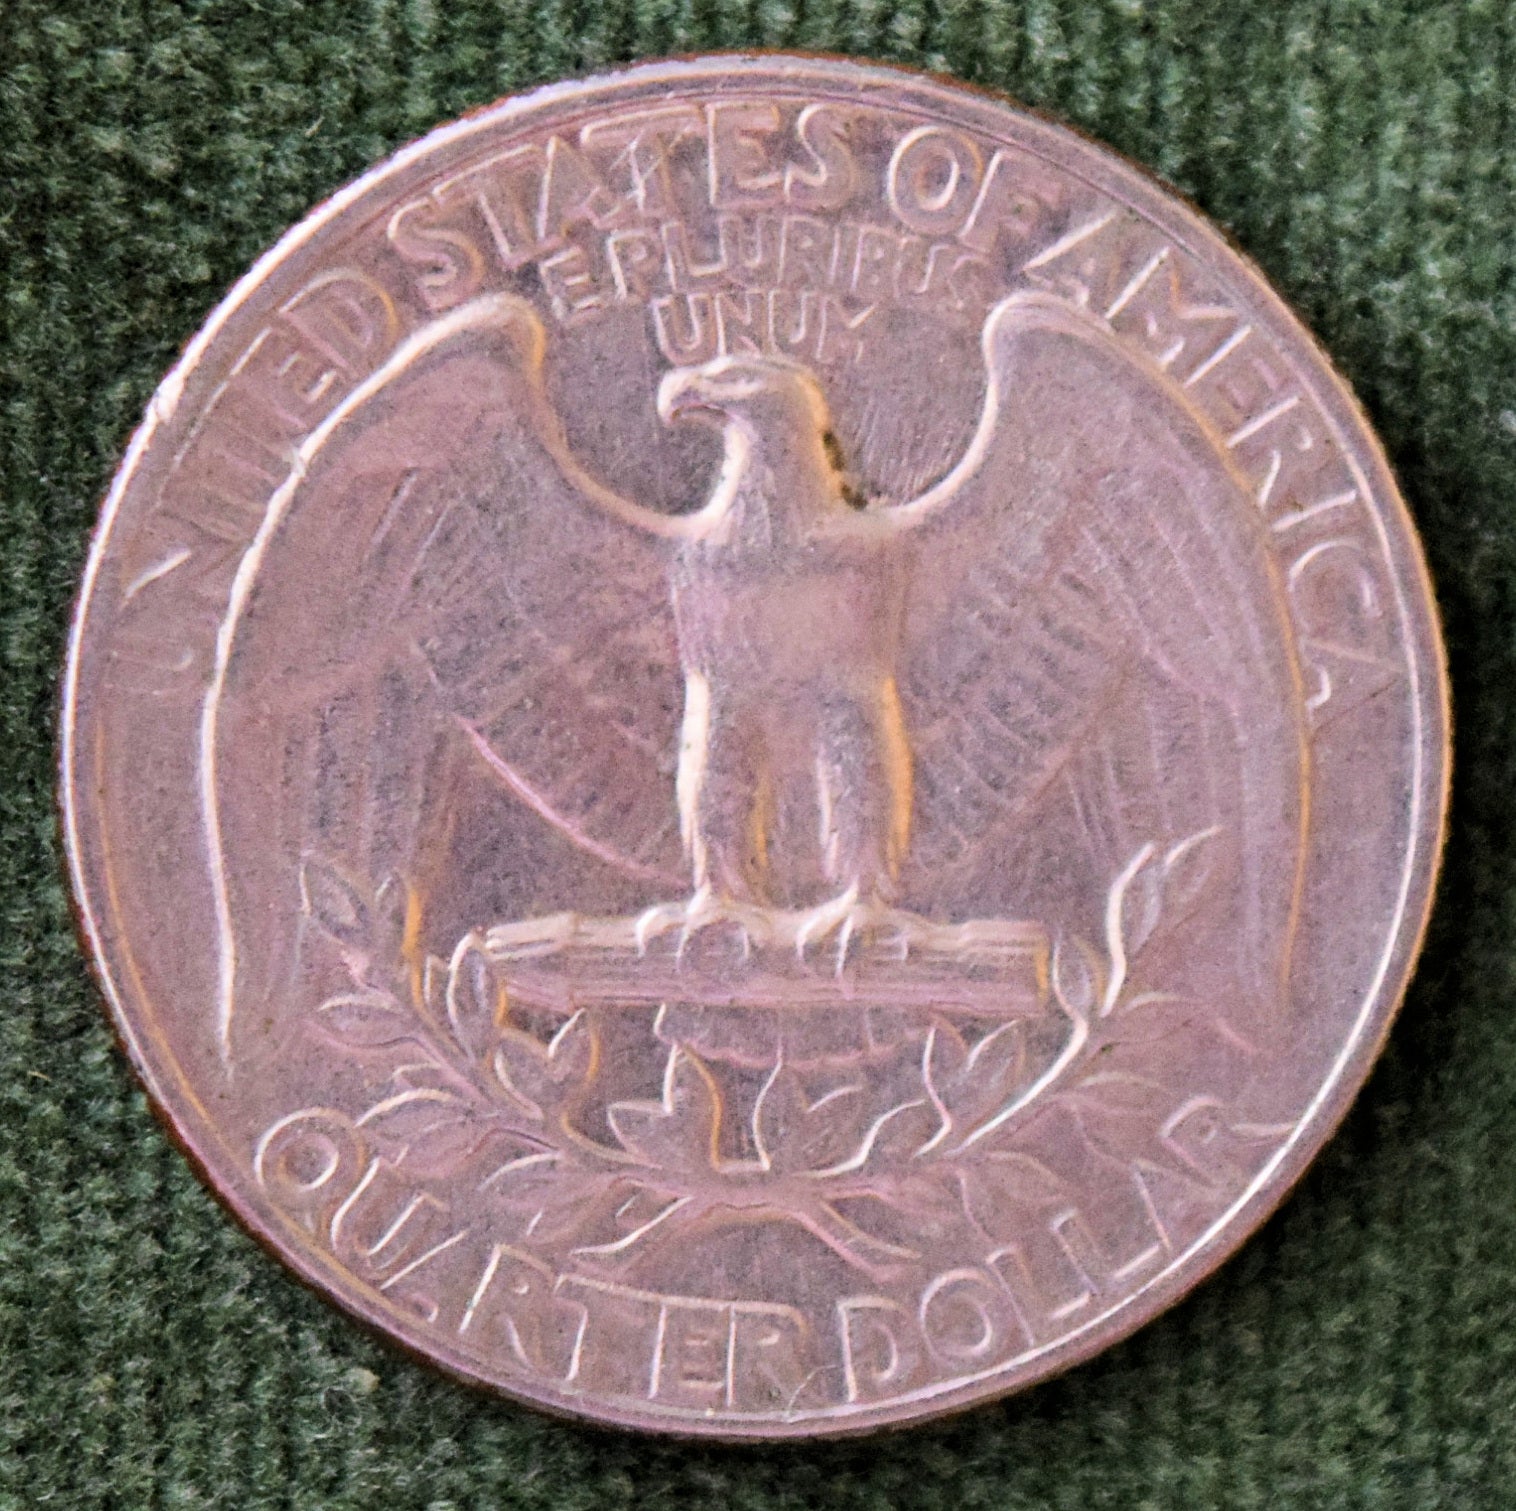 UNITED STATES OF AMERICA
E PLURIBUS
UNUM
QUARTER DOLLAR